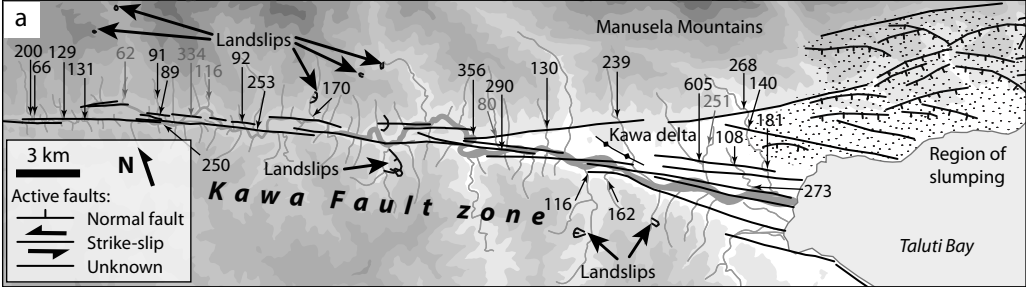 a
Manusela Mountains
Landslips
200 129
66 131
62
91
89
334
116
92
253
170
356
290
80
130
239
605
251
268
140
181
108
Kawa delta
250
Landslips
Kawa Fault zone
116
162
273
Landslips
Region of
slumping
Taluti Bay
3 km
N
Active faults:
Normal fault
Strike-slip
Unknown